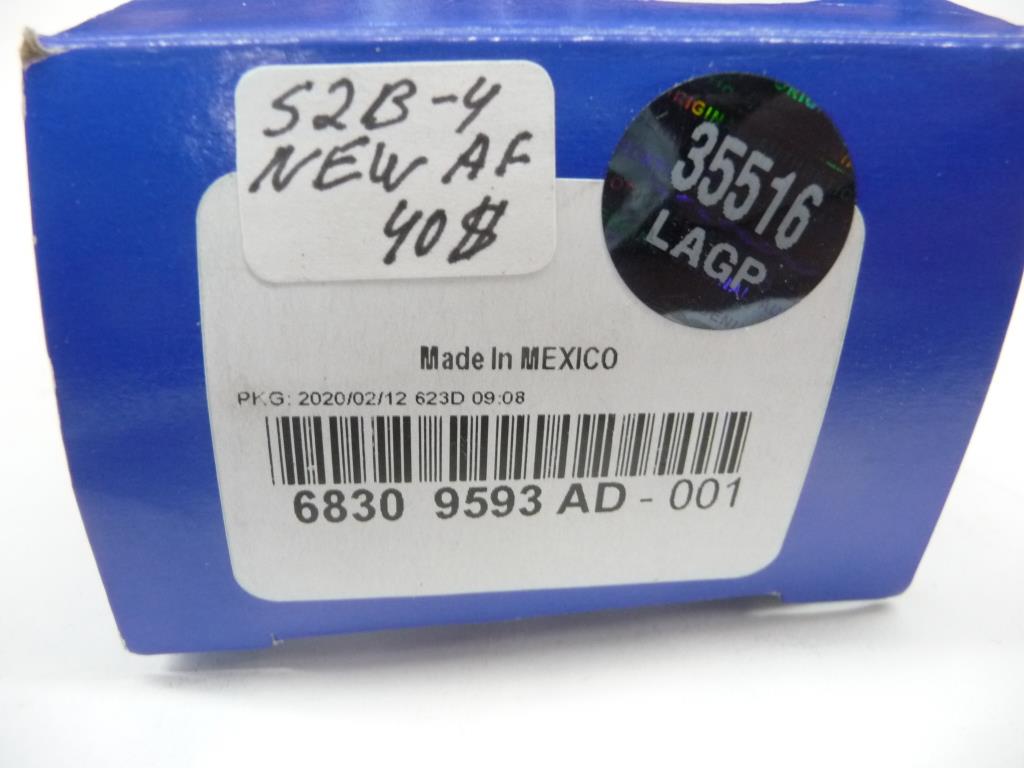 S2B-4
NEW AF
40$
35516
LAGP
Made In MEXICO
PKG: 2020/02/12 623D 09:08
6830 9593 AD - 001